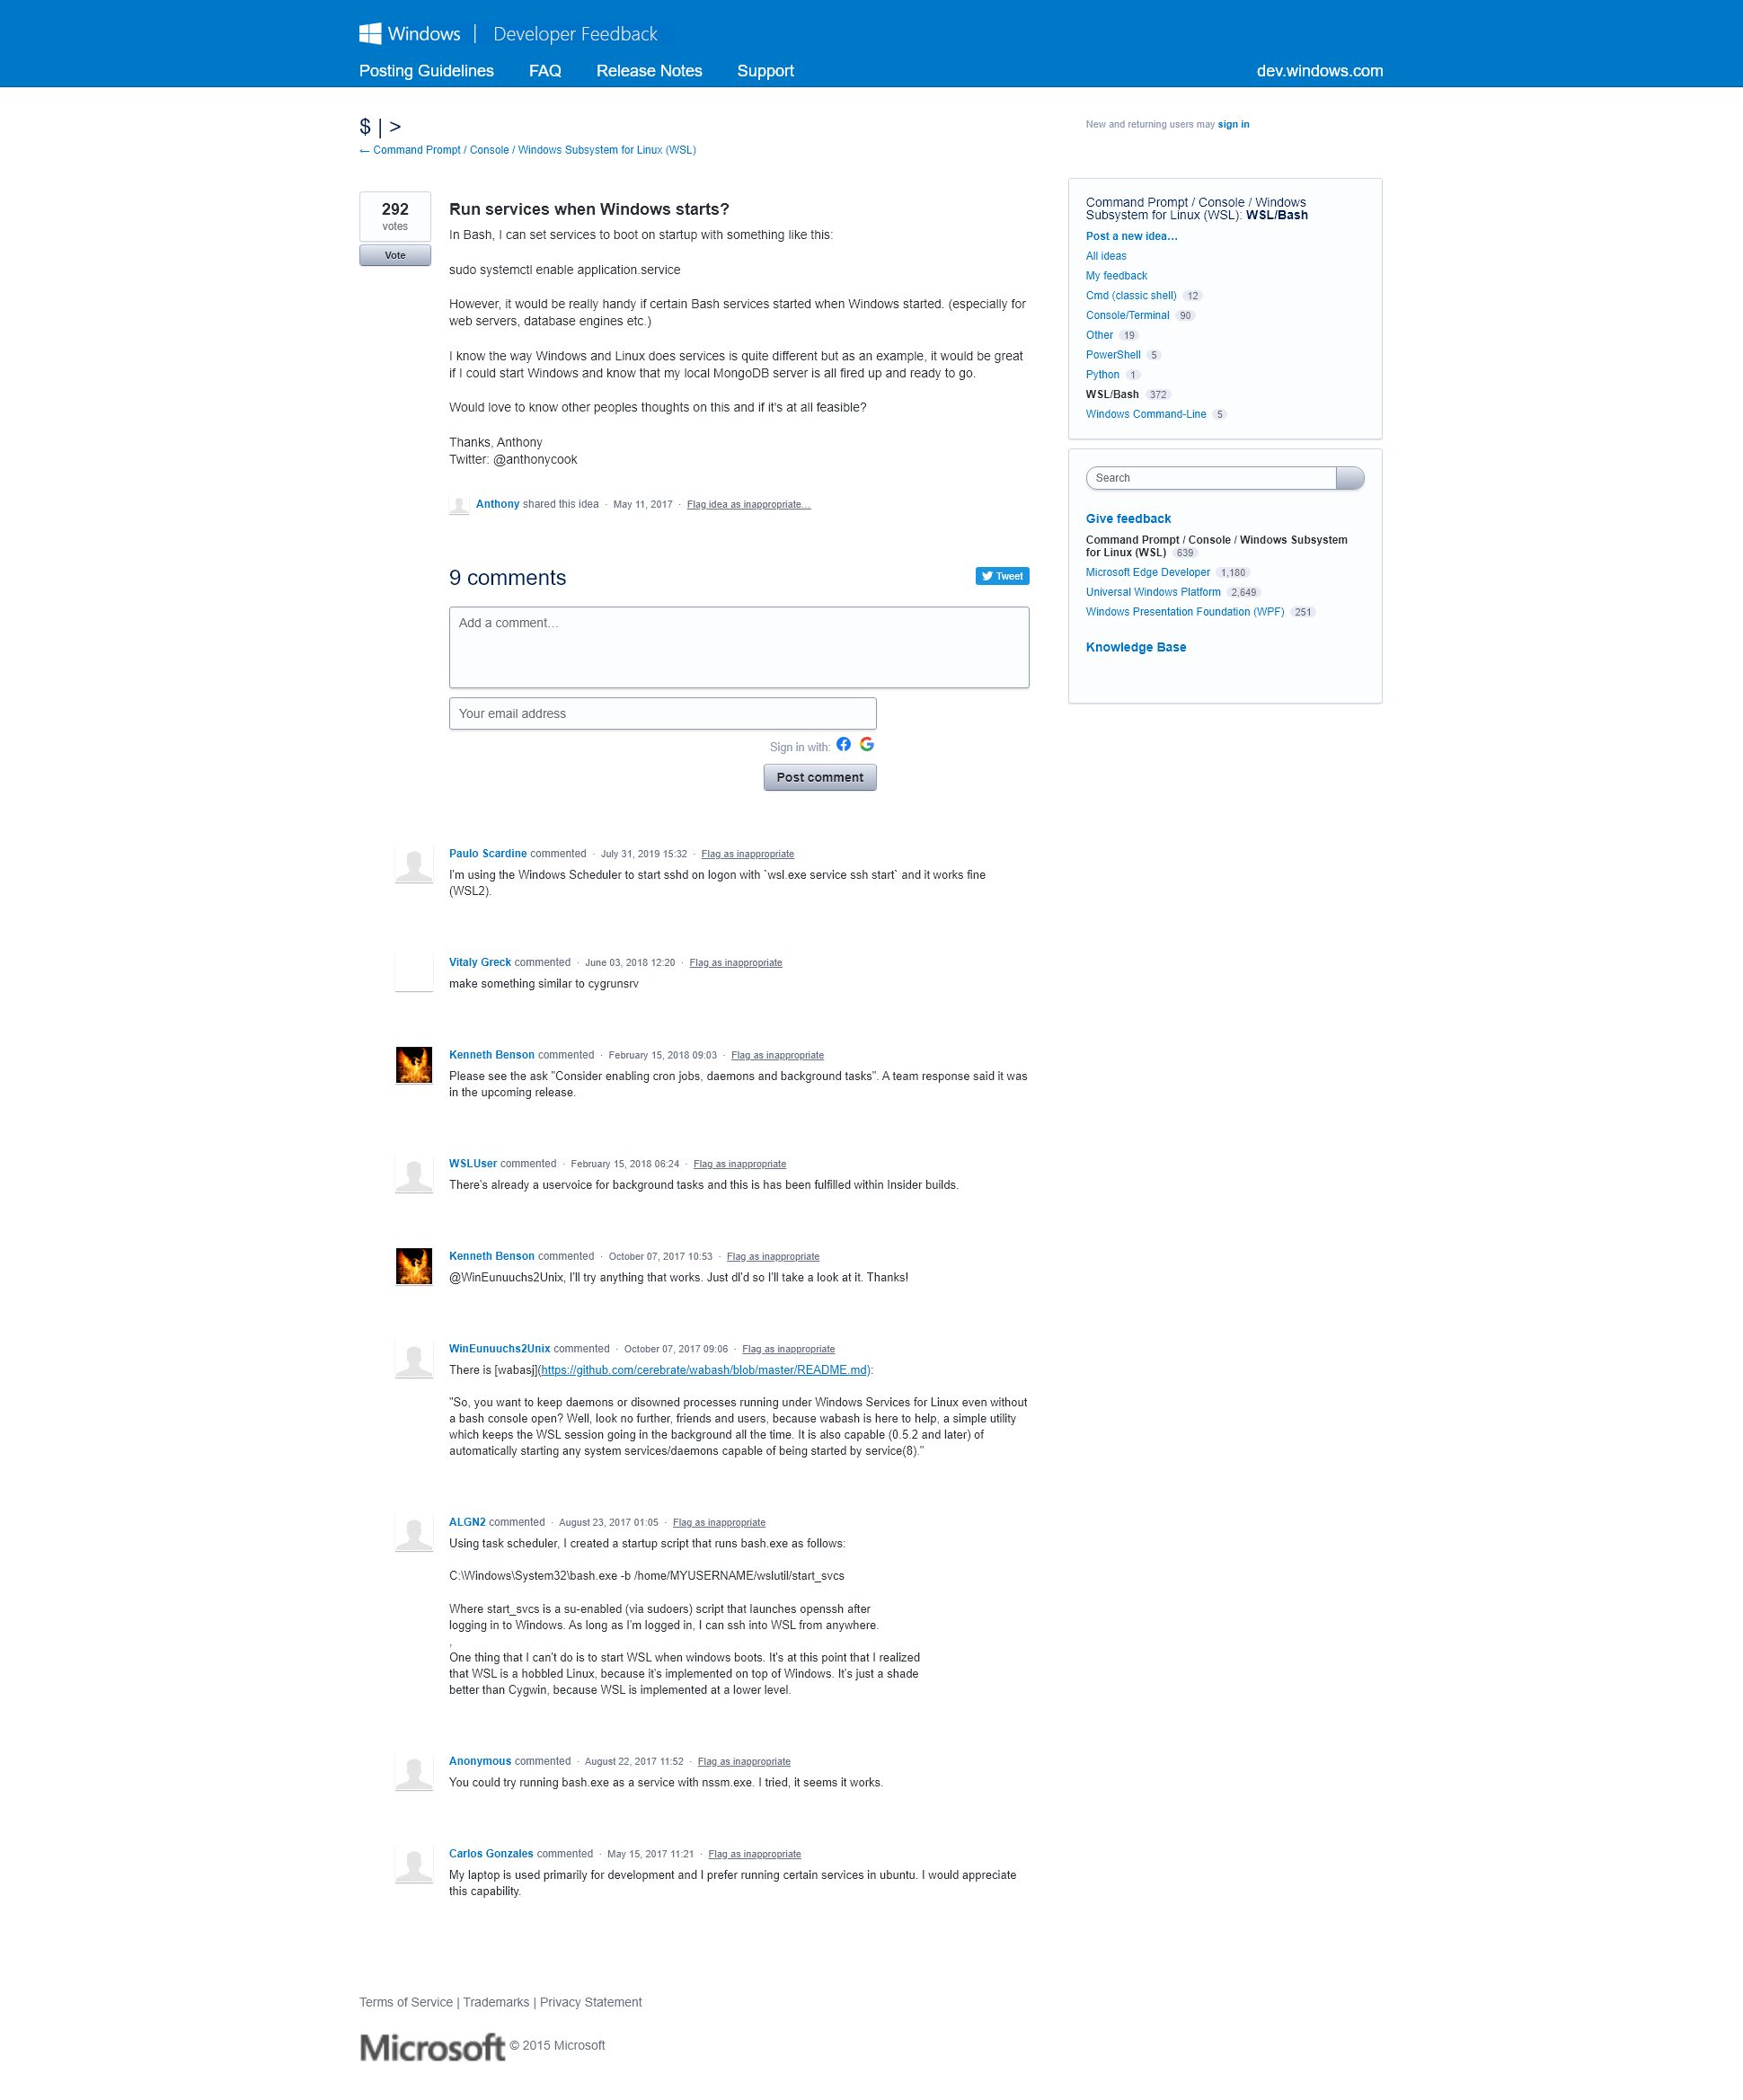 Windows | Developer Feedback
Posting Guidelines FAQ Release Notes Support dev.windows.com
$ | >
New and returning users may sign in
← Command Prompt / Console / Windows Subsystem for Linux (WSL)
292
votes
Vote
Run services when Windows starts?
In Bash, I can set services to boot on startup with something like this:
sudo systemctl enable application.service
However, it would be really handy if certain Bash services started when Windows started. (especially for
web servers, database engines etc.)
I know the way Windows and Linux does services is quite different but as an example, it would be great
if I could start Windows and know that my local MongoDB server is all fired up and ready to go.
Would love to know other peoples thoughts on this and if it's at all feasible?
Thanks, Anthony
Twitter: @anthonycook
Anthony shared this idea · May 11, 2017 · Flag idea as inappropriate…
9 comments
Tweet
Add a comment…
Your email address
Sign in with:
Post comment
Paulo Scardine commented · July 31, 2019 15:32 · Flag as inappropriate
I'm using the Windows Scheduler to start sshd on logon with `wsl.exe service ssh start` and it works fine
(WSL2).
Vitaly Greck commented · June 03, 2018 12:20 · Flag as inappropriate
make something similar to cygrunsrv
Kenneth Benson commented · February 15, 2018 09:03 · Flag as inappropriate
Please see the ask "Consider enabling cron jobs, daemons and background tasks". A team response said it was
in the upcoming release.
WSLUser commented · February 15, 2018 06:24 · Flag as inappropriate
There's already a uservoice for background tasks and this is has been fulfilled within Insider builds.
Kenneth Benson commented · October 07, 2017 10:53 · Flag as inappropriate
@WinEunuuchs2Unix, I'll try anything that works. Just dl'd so I'll take a look at it. Thanks!
WinEunuuchs2Unix commented · October 07, 2017 09:06 · Flag as inappropriate
There is [wabasj](https://github.com/cerebrate/wabash/blob/master/README.md):
"So, you want to keep daemons or disowned processes running under Windows Services for Linux even without
a bash console open? Well, look no further, friends and users, because wabash is here to help, a simple utility
which keeps the WSL session going in the background all the time. It is also capable (0.5.2 and later) of
automatically starting any system services/daemons capable of being started by service(8)."
ALGN2 commented · August 23, 2017 01:05 · Flag as inappropriate
Using task scheduler, I created a startup script that runs bash.exe as follows:
C:\Windows\System32\bash.exe -b /home/MYUSERNAME/wslutil/start_svcs
Where start_svcs is a su-enabled (via sudoers) script that launches openssh after
logging in to Windows. As long as I'm logged in, I can ssh into WSL from anywhere.
,
One thing that I can't do is to start WSL when windows boots. It's at this point that I realized
that WSL is a hobbled Linux, because it's implemented on top of Windows. It's just a shade
better than Cygwin, because WSL is implemented at a lower level.
Anonymous commented · August 22, 2017 11:52 · Flag as inappropriate
You could try running bash.exe as a service with nssm.exe. I tried, it seems it works.
Carlos Gonzales commented · May 15, 2017 11:21 · Flag as inappropriate
My laptop is used primarily for development and I prefer running certain services in ubuntu. I would appreciate
this capability.
Command Prompt / Console / Windows
Subsystem for Linux (WSL): WSL/Bash
Post a new idea…
All ideas
My feedback
Cmd (classic shell) 12
Console/Terminal 90
Other 19
PowerShell 5
Python 1
WSL/Bash 372
Windows Command-Line 5
Search
Give feedback
Command Prompt / Console / Windows Subsystem
for Linux (WSL) 639
Microsoft Edge Developer 1,180
Universal Windows Platform 2,649
Windows Presentation Foundation (WPF) 251
Knowledge Base
Terms of Service | Trademarks | Privacy Statement
Microsoft © 2015 Microsoft